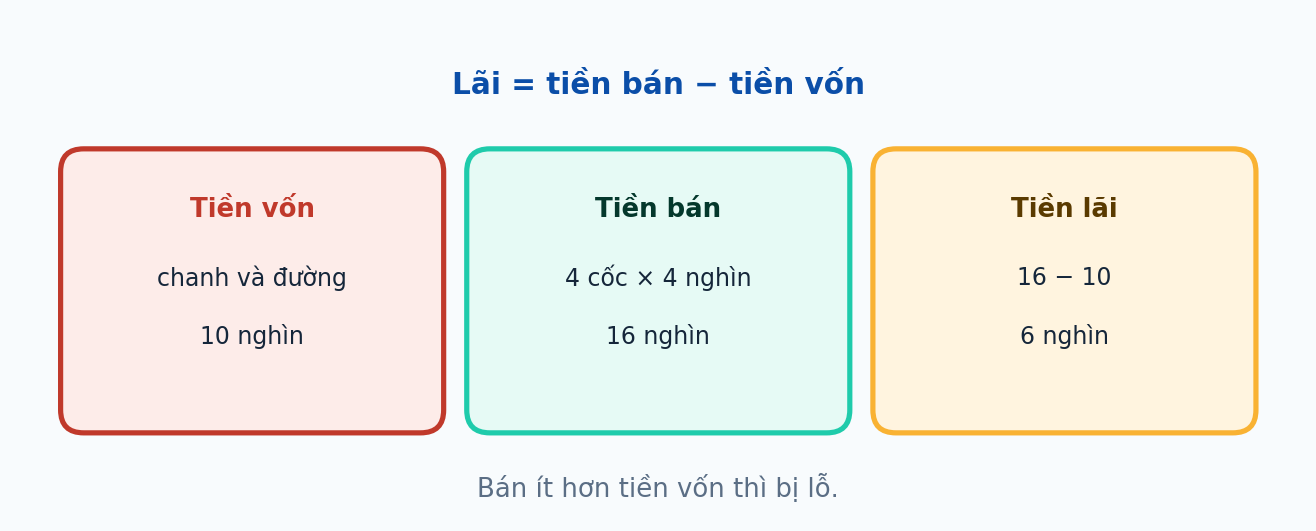 Lãi = tiền bán − tiền vốn
Tiền vốn
chanh và đường
10 nghìn
Tiền bán
4 cốc × 4 nghìn
16 nghìn
Tiền lãi
16 − 10
6 nghìn
Bán ít hơn tiền vốn thì bị lỗ.